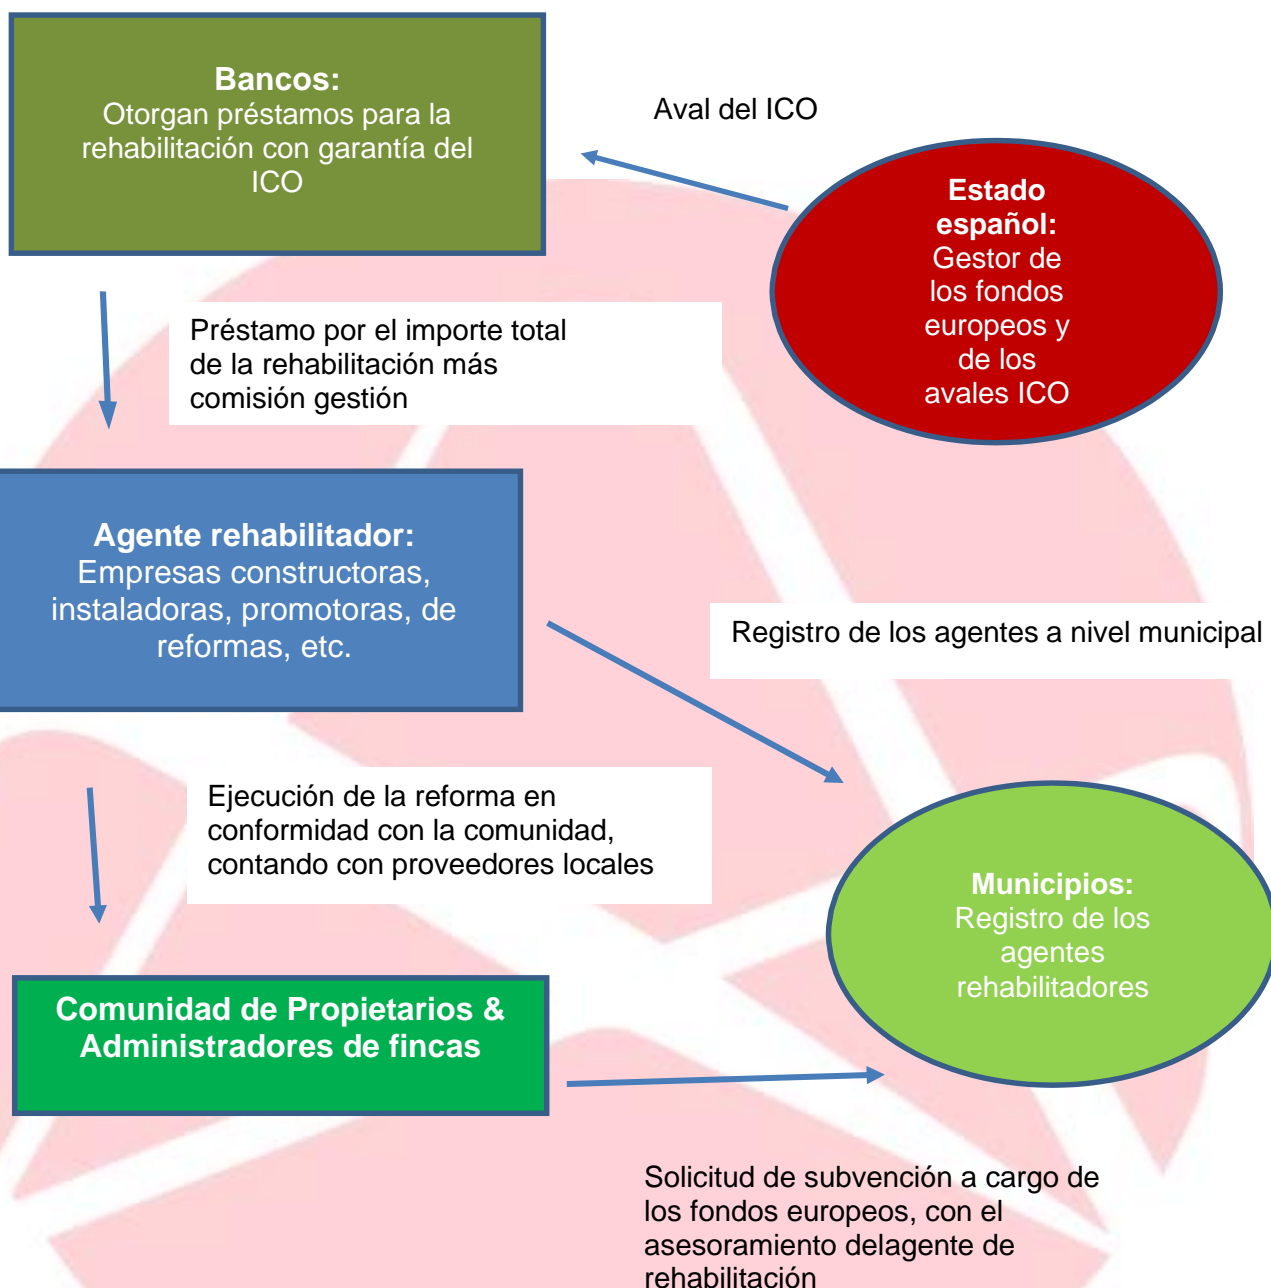 Bancos:
Otorgan préstamos para la
rehabilitación con garantía del
ICO
Aval del ICO
Estado
español:
Gestor de
los fondos
europeos y
de los
avales ICO
Préstamo por el importe total
de la rehabilitación más
comisión gestión
Agente rehabilitador:
Empresas constructoras,
instaladoras, promotoras, de
reformas, etc.
Registro de los agentes a nivel municipal
Ejecución de la reforma en
conformidad con la comunidad,
contando con proveedores locales
Municipios:
Registro de los
agentes
rehabilitadores
Comunidad de Propietarios &
Administradores de fincas
Solicitud de subvención a cargo de
los fondos europeos, con el
asesoramiento delagente de
rehabilitación